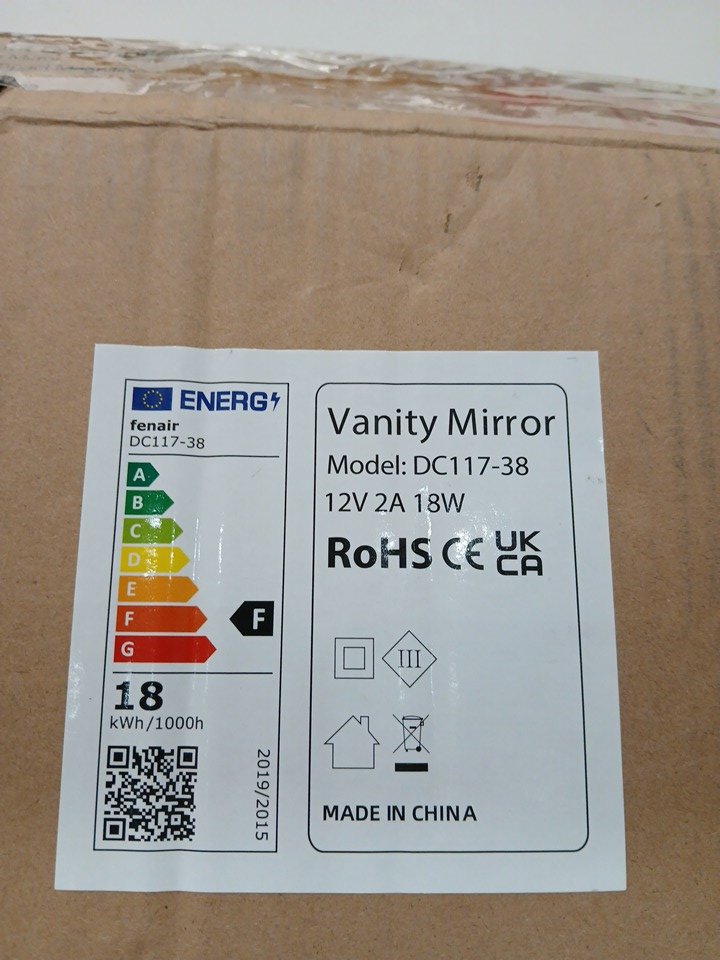 ENERG
fenair
DC117-38
A
B
C
D
E
F
G
F
18
kWh/1000h
2019/2015
Vanity Mirror
Model: DC117-38
12V 2A 18W
RoHS CE UK
CA
III
MADE IN CHINA